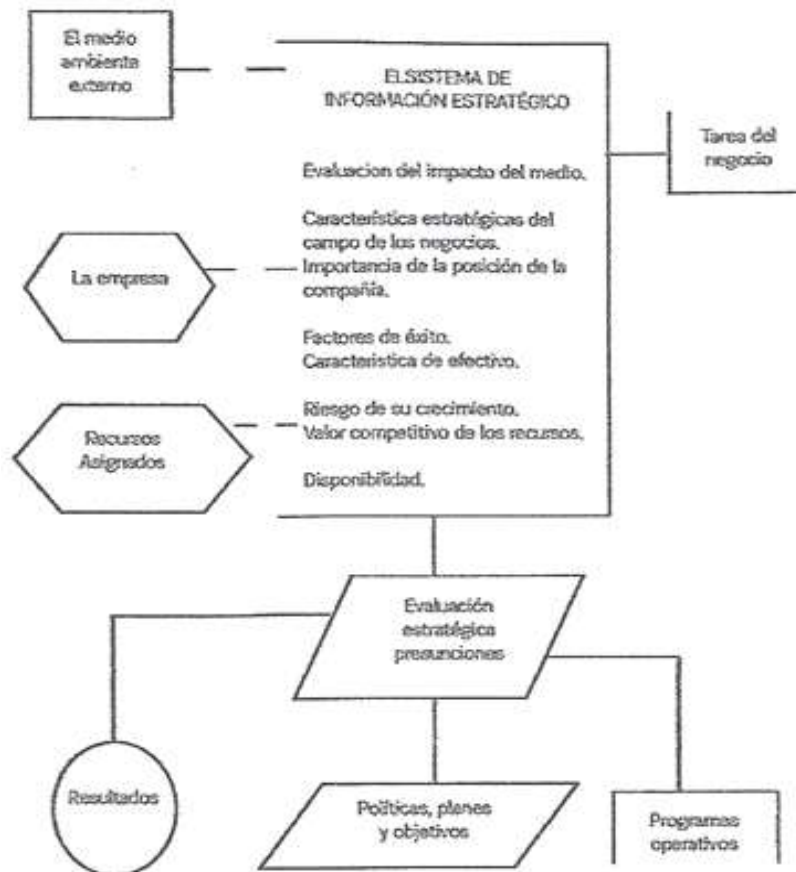 El medio
ambiente
externo
ELSISTEMA DE
INFORMACIÓN ESTRATÉGICO
Tarea del
negocio
Evaluacion del impacto del medio.
Característica estratégicas del
campo de los negocios.
La empresa
Importancia de la posición de la
compañía.
Factores de éxito.
Característica de efectivo.
Recursos
Asignados
Riesgo de su crecimiento.
Valor competitivo de los recursos.
Disponibilidad.
Evaluación
estratégica
presunciones
Resultados
Políticas, planes
y objetivos
Programas
operativos